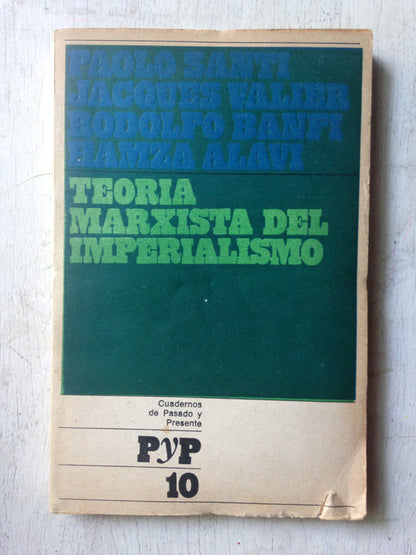 PAOLO SANTI
JACQUES VALIER
RODOLFO BANFI
HAMZA ALAVI
TEORIA
MARXISTA DEL
IMPERIALISMO
Cuadernos
de Pasado y
Presente
PyP
10